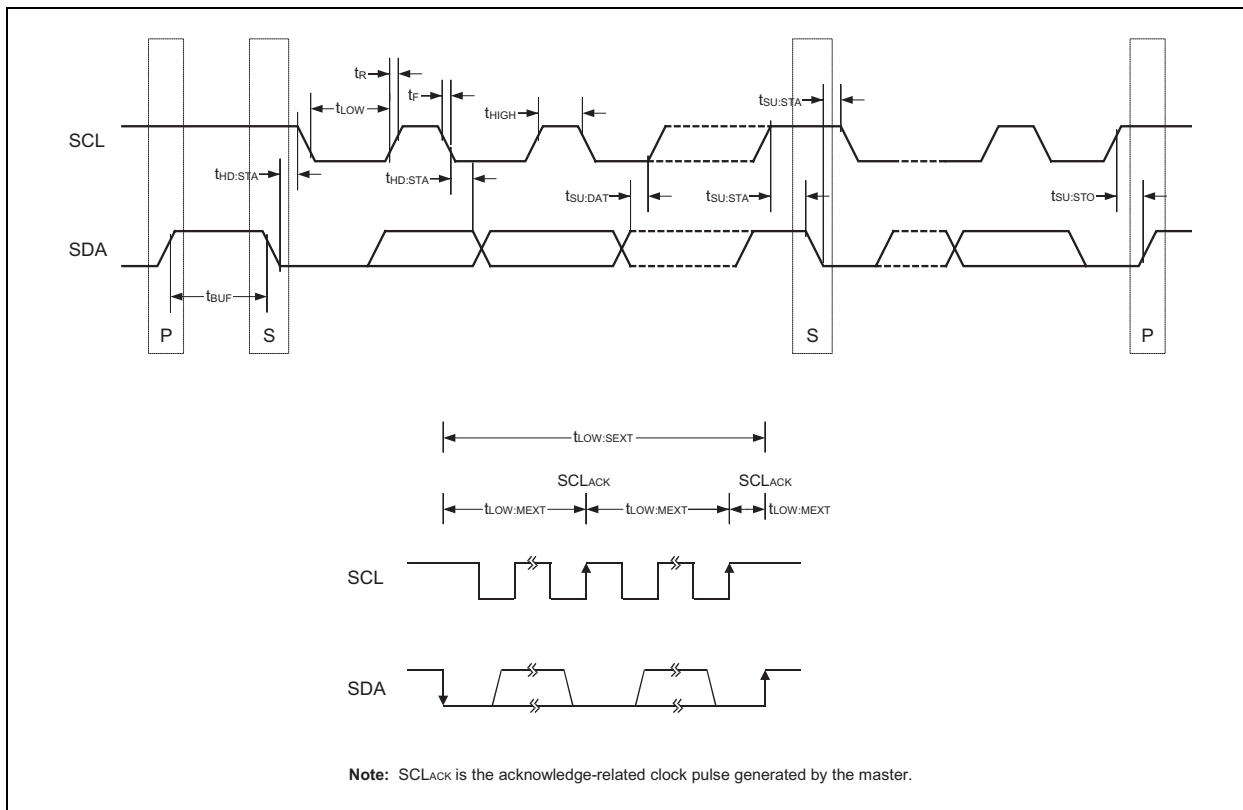 tR
tF
tLOW
tHIGH
tSU:STA
SCL
tHD:STA
tHD:STA
tSU:DAT
tSU:STA
tSU:STO
SDA
tBUF
P
S
S
P
tLOW:SEXT
SCLACK
SCLACK
tLOW:MEXT
tLOW:MEXT
tLOW:MEXT
SCL
SDA
Note: SCLACK is the acknowledge-related clock pulse generated by the master.